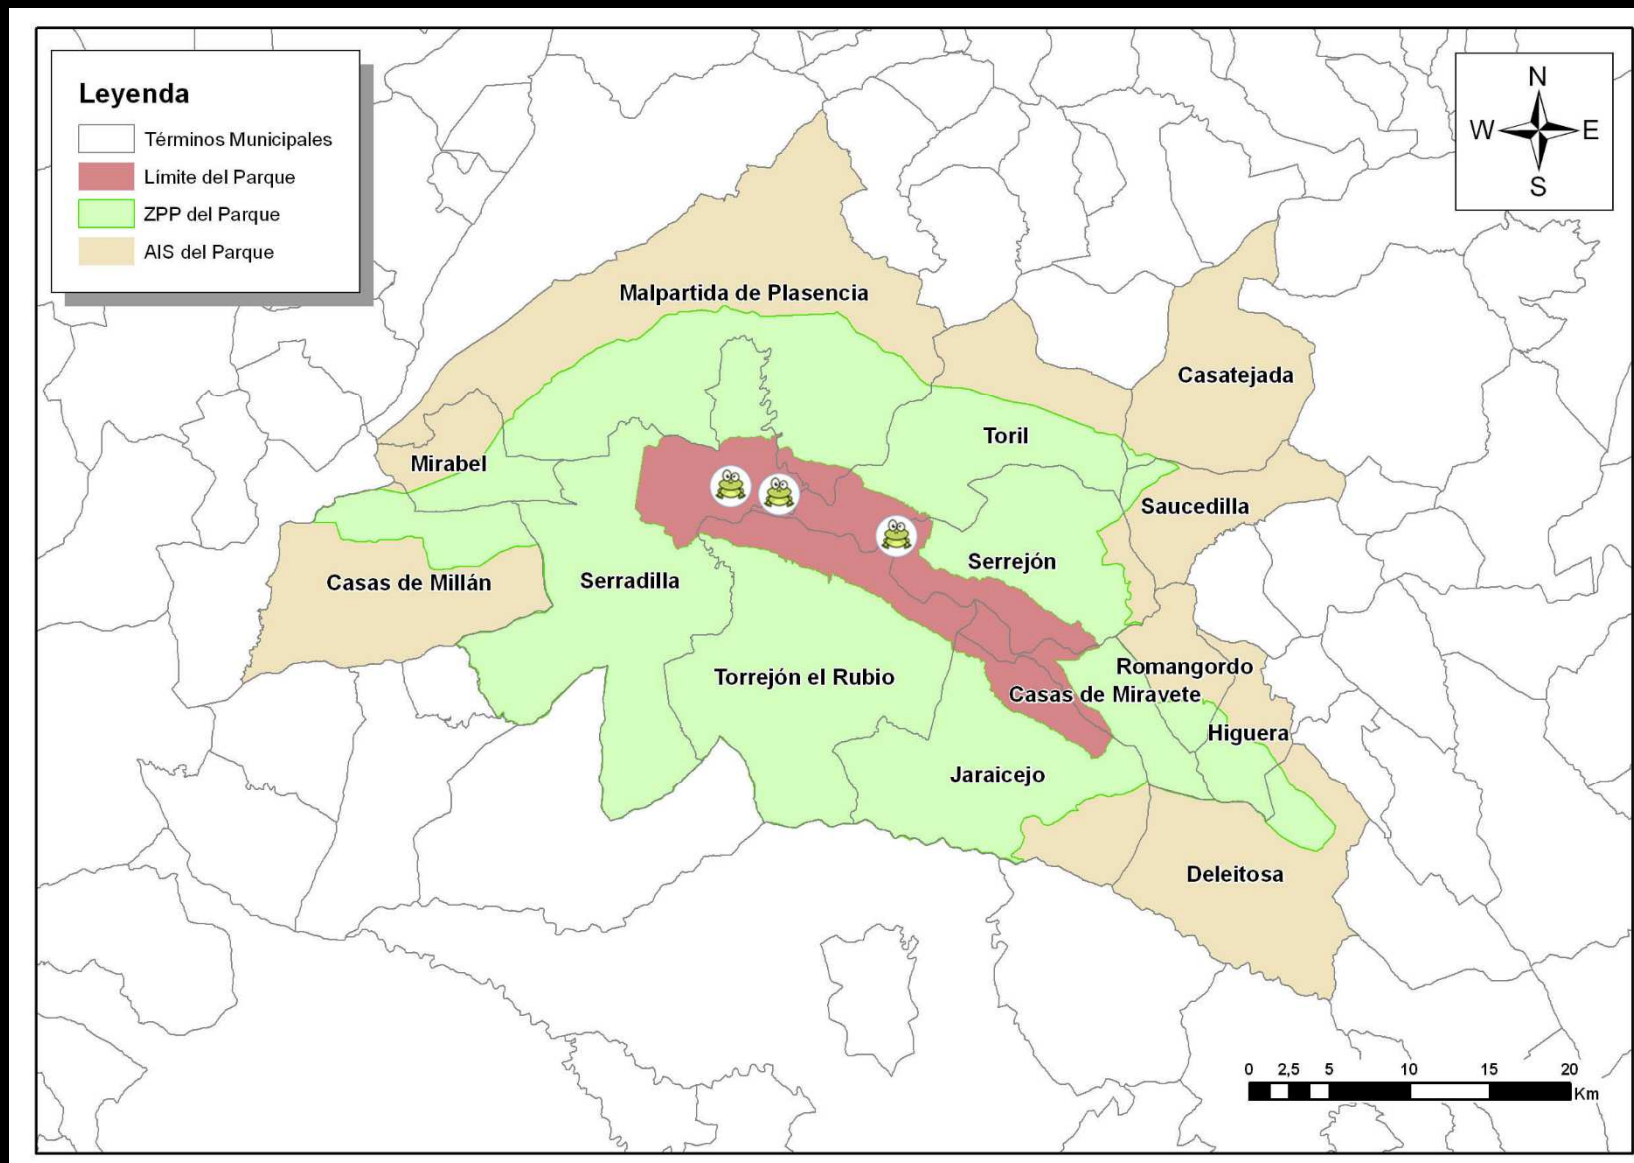 Leyenda
Términos Municipales
Límite del Parque
ZPP del Parque
AIS del Parque
N
W E
S
Malpartida de Plasencia
Casatejada
Toril
Mirabel
Saucedilla
Serrejón
Casas de Millán
Serradilla
Romangordo
Torrejón el Rubio
Casas de Miravete
Higuera
Jaraicejo
Deleitosa
0 2,5 5 10 15 20
Km